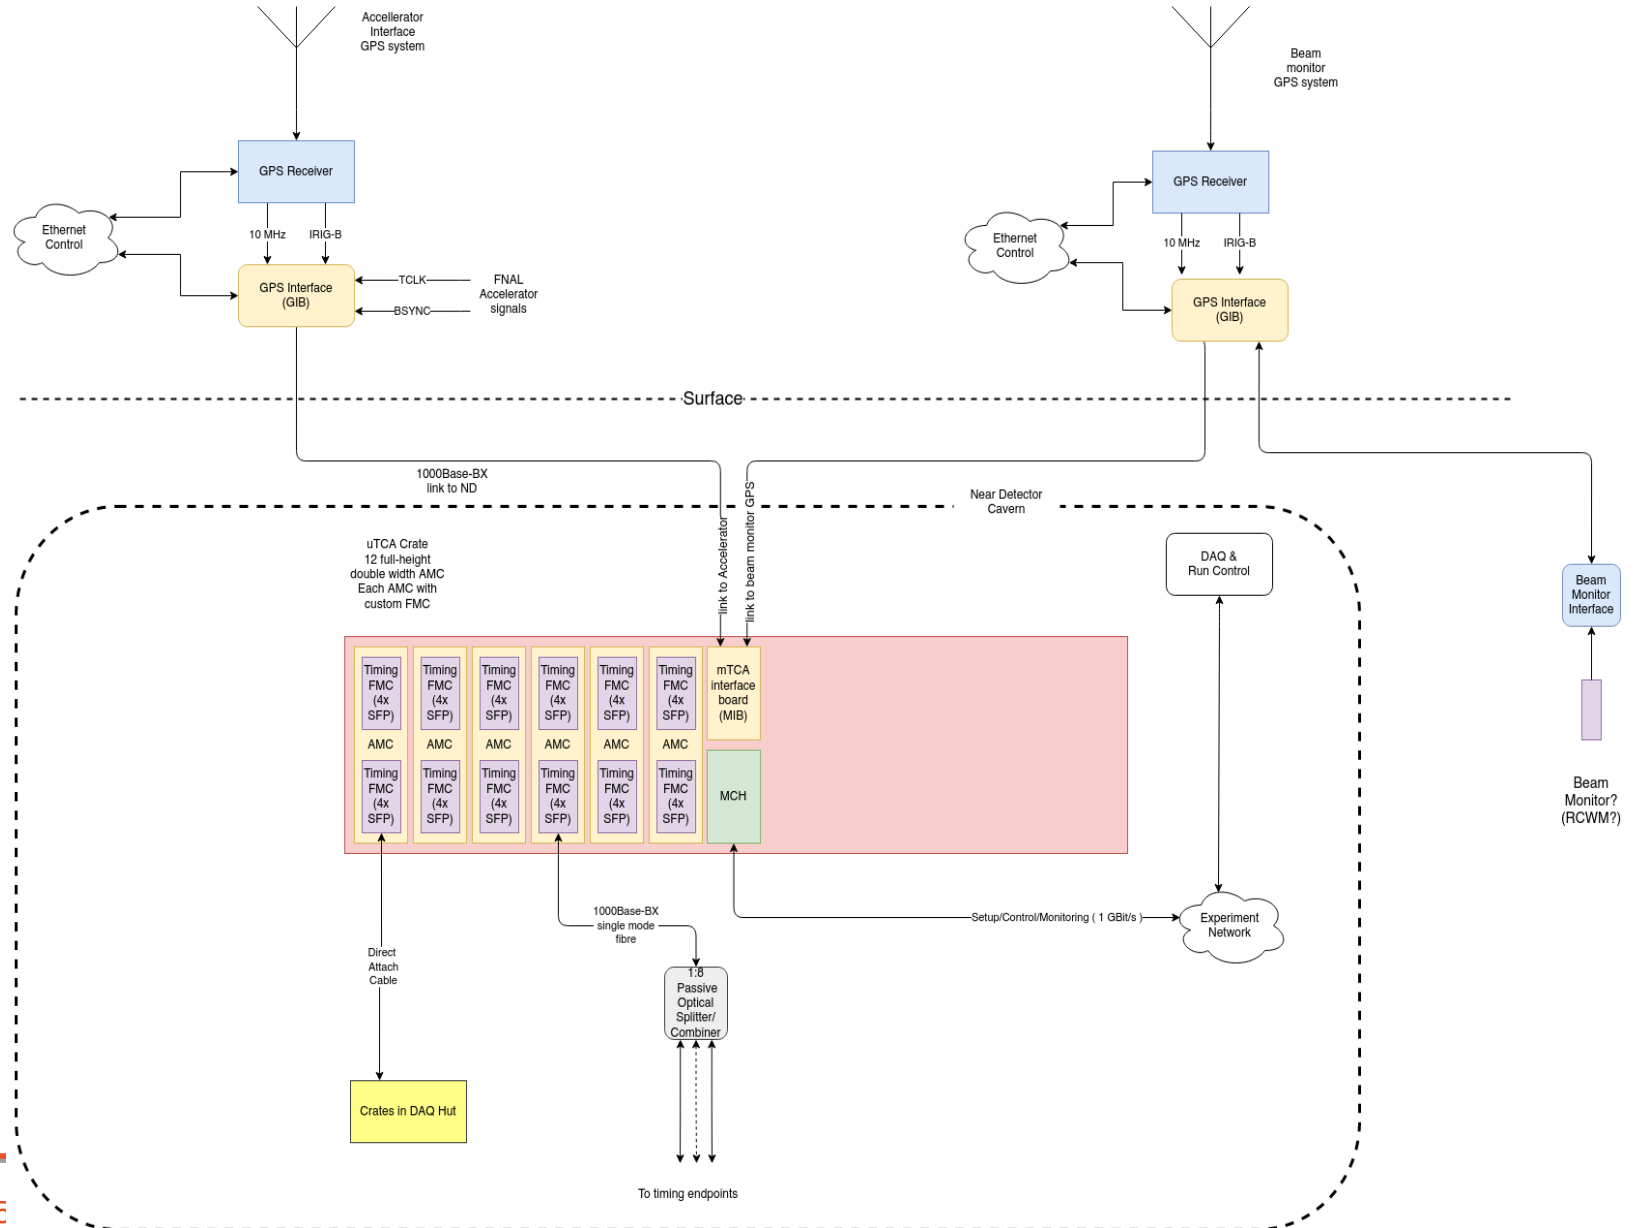 Accellerator
Interface
GPS system
Beam
monitor
GPS system
GPS Receiver
GPS Receiver
Ethernet
Control
10 MHz
IRIG-B
Ethernet
Control
10 MHz
IRIG-B
GPS Interface
(GIB)
TCLK
BSYNC
FNAL
Accelerator
signals
GPS Interface
(GIB)
Surface
1000Base-BX
link to ND
Near Detector
Cavern
link to Accelerator
link to beam monitor GPS
uTCA Crate
12 full-height
double width AMC
Each AMC with
custom FMC
DAQ &
Run Control
Beam
Monitor
Interface
Timing
FMC
(4x
SFP)
Timing
FMC
(4x
SFP)
Timing
FMC
(4x
SFP)
Timing
FMC
(4x
SFP)
Timing
FMC
(4x
SFP)
Timing
FMC
(4x
SFP)
mTCA
interface
board
(MIB)
AMC
AMC
AMC
AMC
AMC
AMC
Timing
FMC
(4x
SFP)
Timing
FMC
(4x
SFP)
Timing
FMC
(4x
SFP)
Timing
FMC
(4x
SFP)
Timing
FMC
(4x
SFP)
Timing
FMC
(4x
SFP)
MCH
Beam
Monitor?
(RCWM?)
1000Base-BX
single mode
fibre
Setup/Control/Monitoring ( 1 GBit/s )
Experiment
Network
Direct
Attach
Cable
1:8
Passive
Optical
Splitter/
Combiner
Crates in DAQ Hut
To timing endpoints